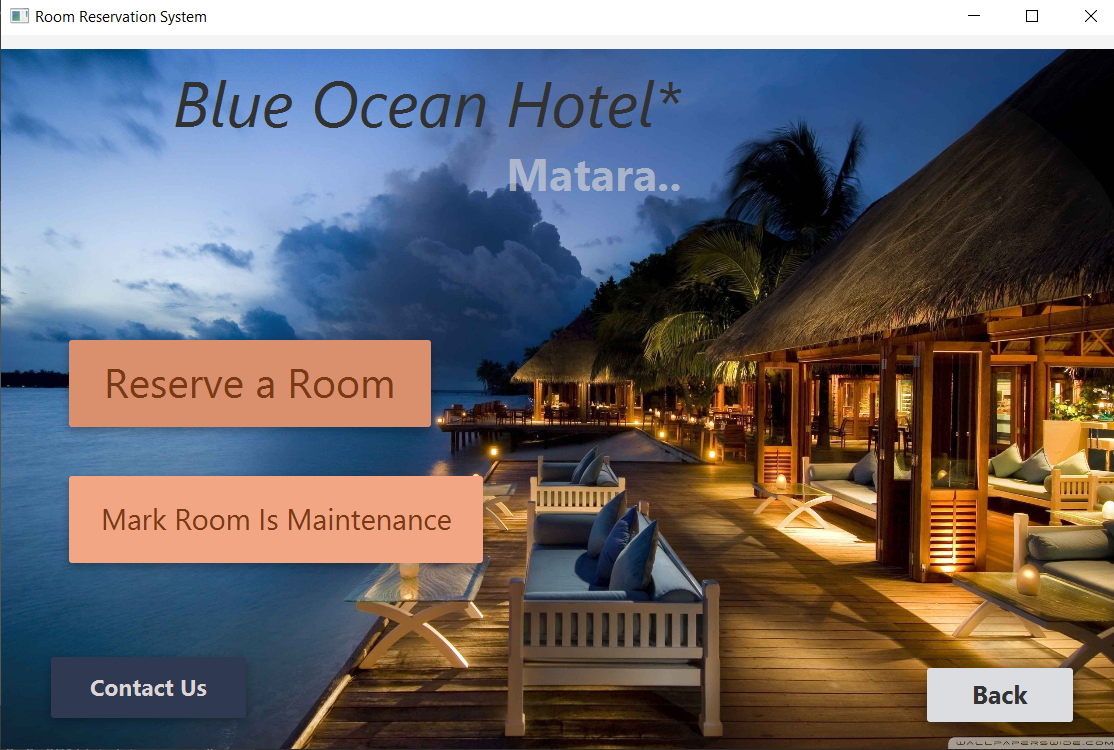 Room Reservation System
Blue Ocean Hotel*
Matara..
Reserve a Room
Mark Room Is Maintenance
Contact Us
Back
WALLPAPERSWIDE.COM